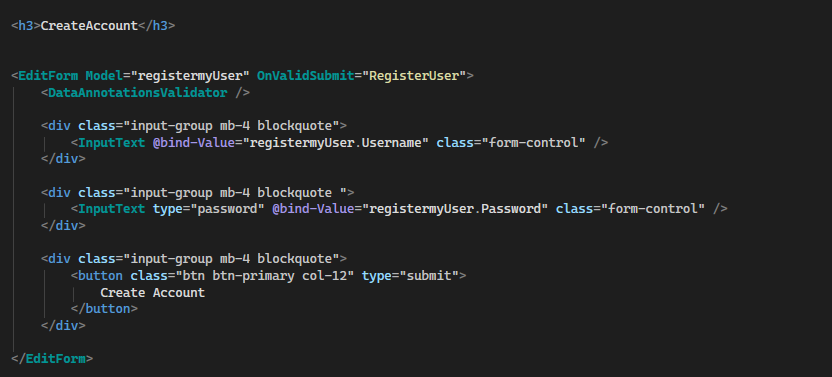 <h3>CreateAccount</h3>
<EditForm Model="registermyUser" OnValidSubmit="RegisterUser">
<DataAnnotationsValidator />
<div class="input-group mb-4 blockquote">
<InputText @bind-Value="registermyUser.Username" class="form-control" />
</div>
<div class="input-group mb-4 blockquote ">
<InputText type="password" @bind-Value="registermyUser.Password" class="form-control" />
</div>
<div class="input-group mb-4 blockquote">
<button class="btn btn-primary col-12" type="submit">
Create Account
</button>
</div>
</EditForm>